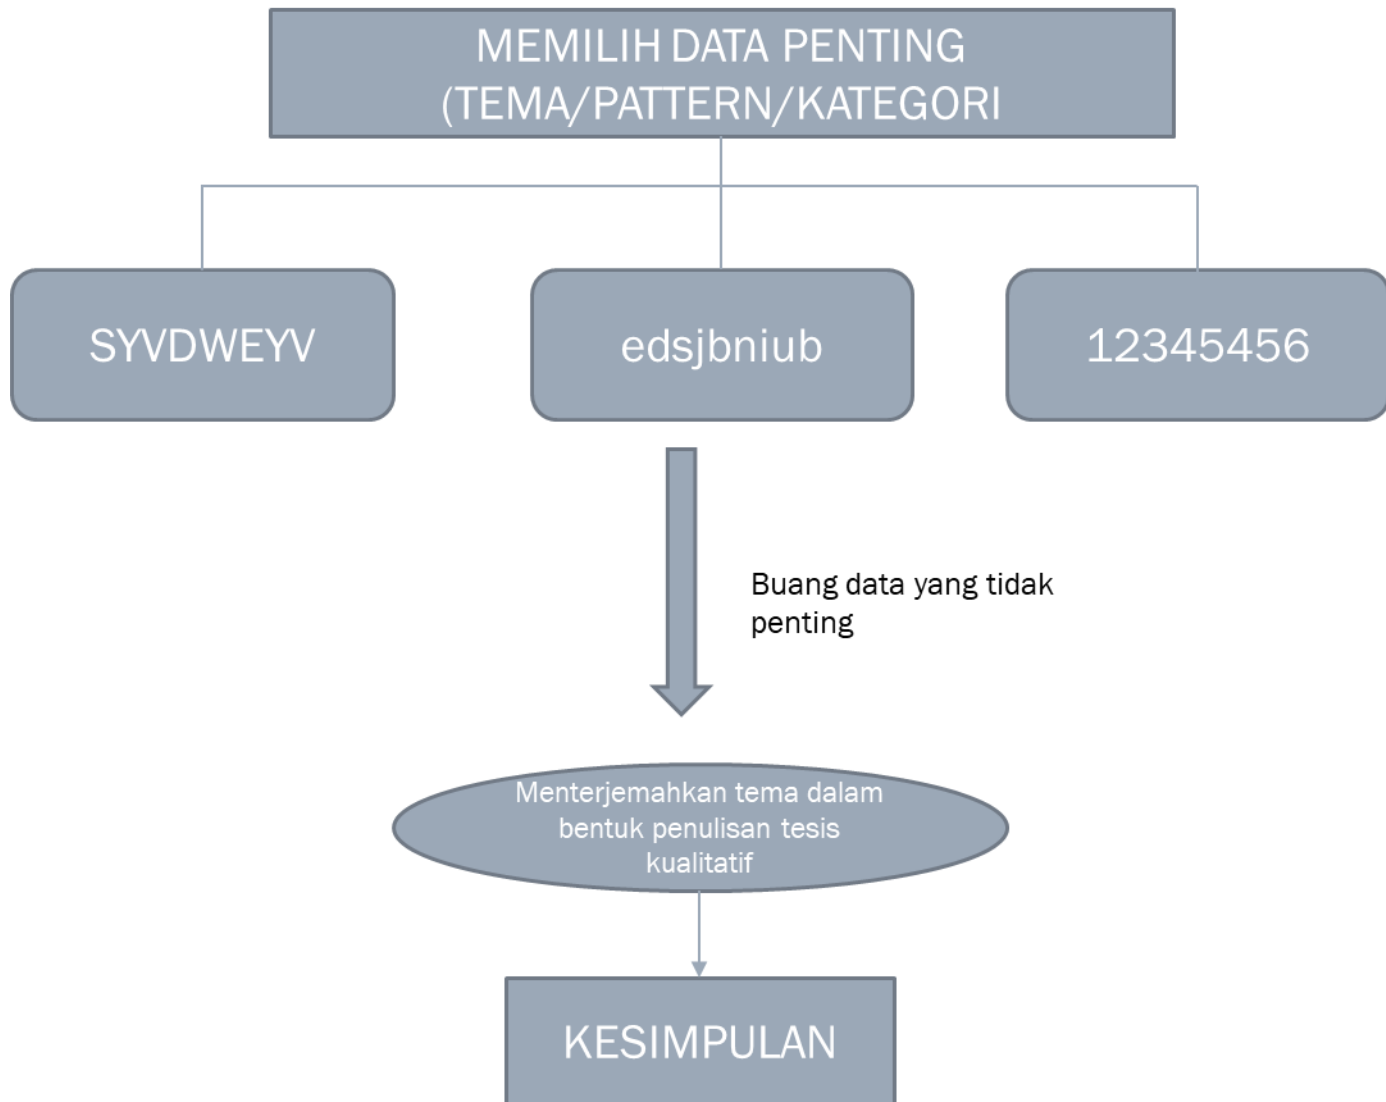 MEMILIH DATA PENTING
(TEMA/PATTERN/KATEGORI
SYVDWEYV
edsjbniub
12345456
Buang data yang tidak
penting
Menterjemahkan tema dalam
bentuk penulisan tesis
kualitatif
KESIMPULAN